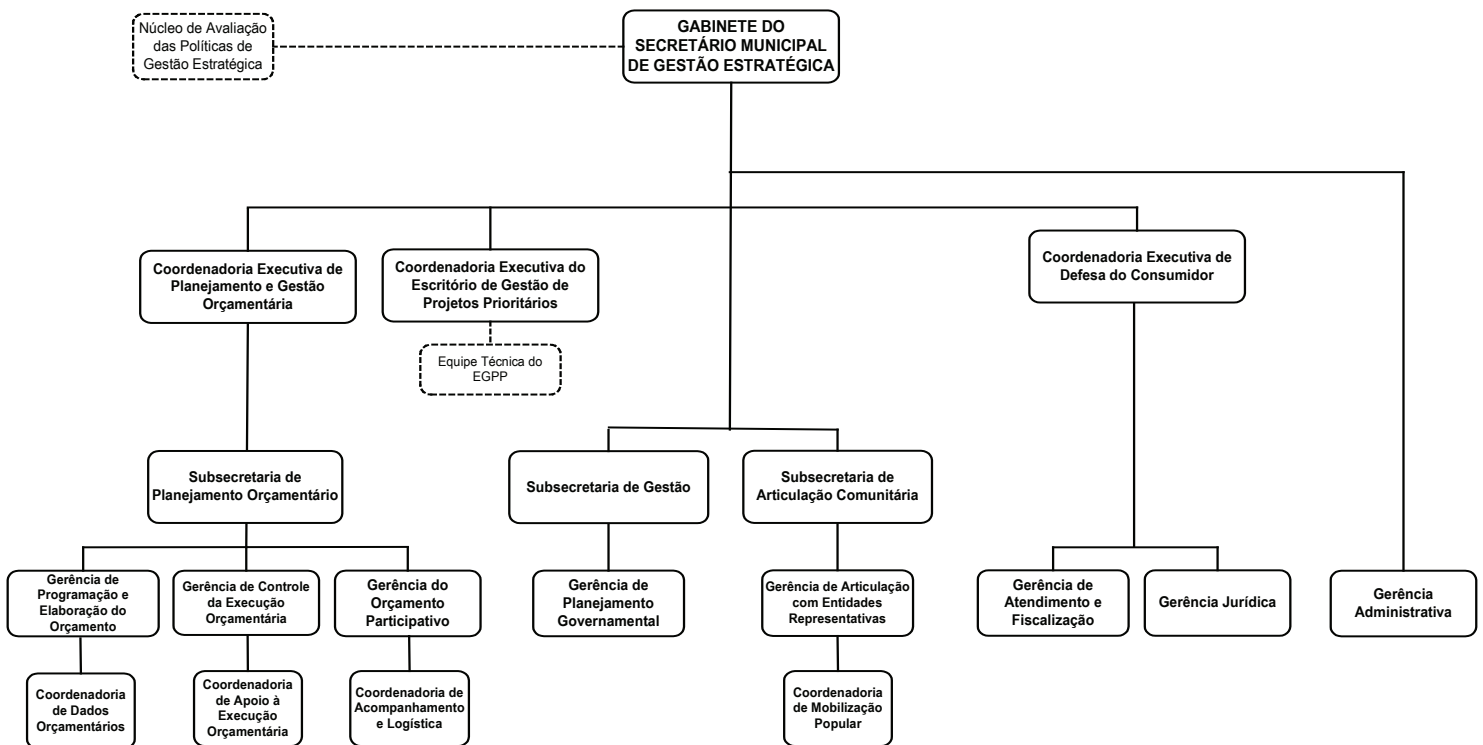 Núcleo de Avaliação
das Políticas de
Gestão Estratégica
GABINETE DO
SECRETÁRIO MUNICIPAL
DE GESTÃO ESTRATÉGICA
Coordenadoria Executiva de
Planejamento e Gestão
Orçamentária
Coordenadoria Executiva do
Escritório de Gestão de
Projetos Prioritários
Coordenadoria Executiva de
Defesa do Consumidor
Equipe Técnica do
EGPP
Subsecretaria de
Planejamento Orçamentário
Subsecretaria de Gestão
Subsecretaria de
Articulação Comunitária
Gerência de
Programação e
Elaboração do
Orçamento
Gerência de Controle
da Execução
Orçamentária
Gerência do
Orçamento
Participativo
Gerência de
Planejamento
Governamental
Gerência de Articulação
com Entidades
Representativas
Gerência de
Atendimento e
Fiscalização
Gerência Jurídica
Gerência
Administrativa
Coordenadoria
de Dados
Orçamentários
Coordenadoria
de Apoio à
Execução
Orçamentária
Coordenadoria de
Acompanhamento
e Logística
Coordenadoria
de Mobilização
Popular